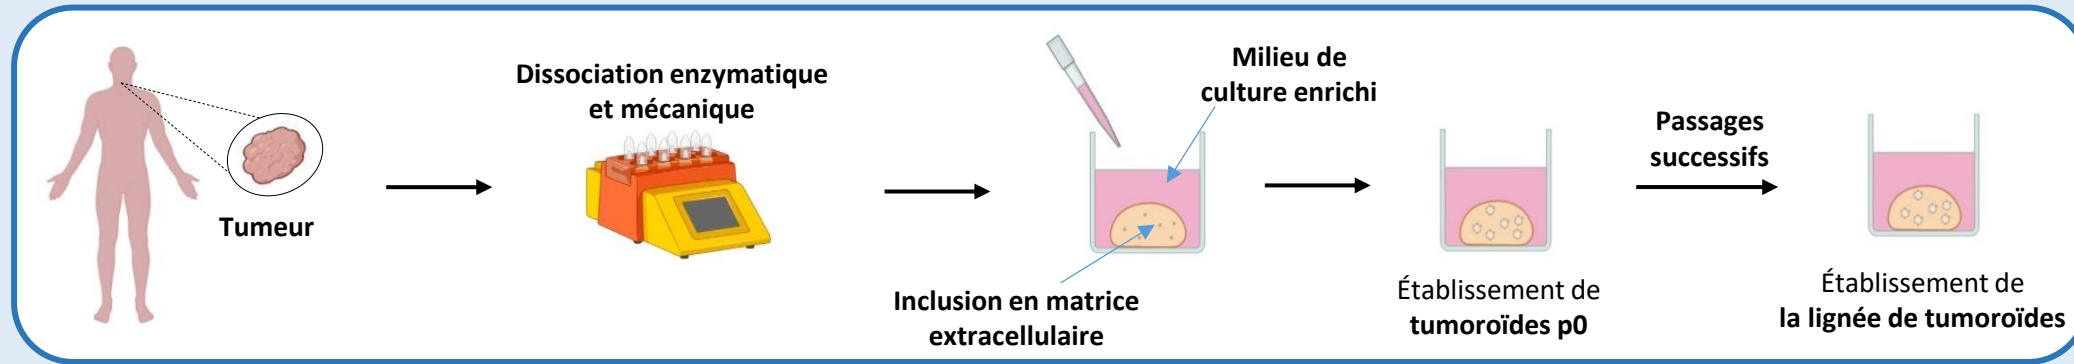 Tumeur
Dissociation enzymatique
et mécanique
Milieu de
culture enrichi
Inclusion en matrice
extracellulaire
Établissement de
tumoroïdes p0
Passages
successifs
Établissement de
la lignée de tumoroïdes